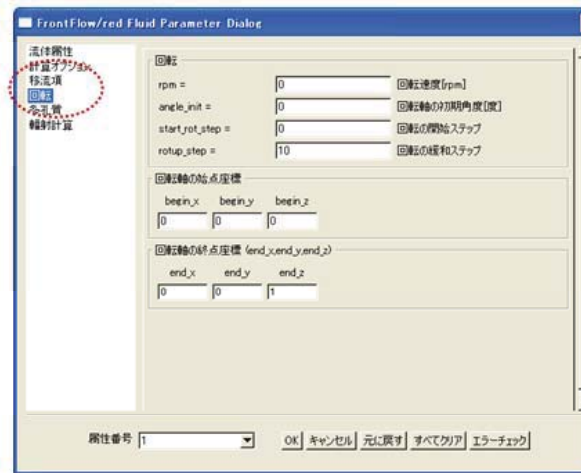 FrontFlow/red Fluid Parameter Dialog
流体属性
計算オプション
移流項
回転
多孔質
輻射計算
回転
rpm = 0 回転速度[rpm]
angle_init = 0 回転軸の初期角度[度]
start_rot_step = 0 回転の開始ステップ
rotup_step = 10 回転の緩和ステップ
回転軸の始点座標
begin_x begin_y begin_z
0 0 0
回転軸の終点座標 (end_x,end_y,end_z)
end_x end_y end_z
0 0 1
属性番号 1 OK キャンセル 元に戻す すべてクリア エラーチェック